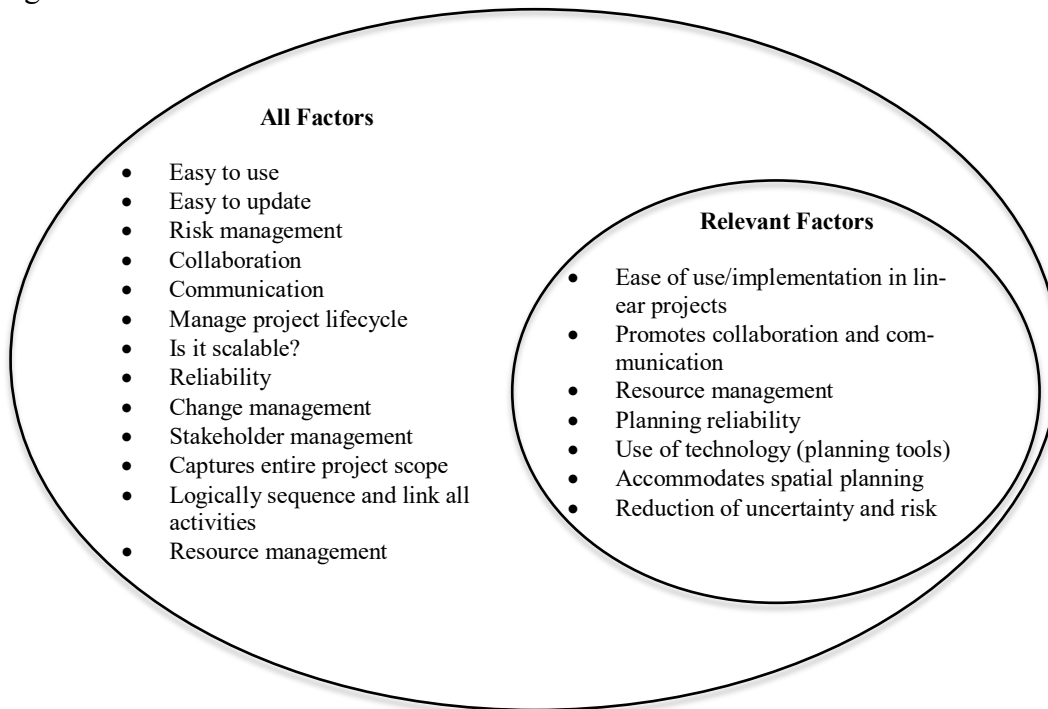 All Factors
• Easy to use
• Easy to update
• Risk management
• Collaboration
• Communication
• Manage project lifecycle
• Is it scalable?
• Reliability
• Change management
• Stakeholder management
• Captures entire project scope
• Logically sequence and link all
activities
• Resource management
Relevant Factors
• Ease of use/implementation in lin-
ear projects
• Promotes collaboration and com-
munication
• Resource management
• Planning reliability
• Use of technology (planning tools)
• Accommodates spatial planning
• Reduction of uncertainty and risk